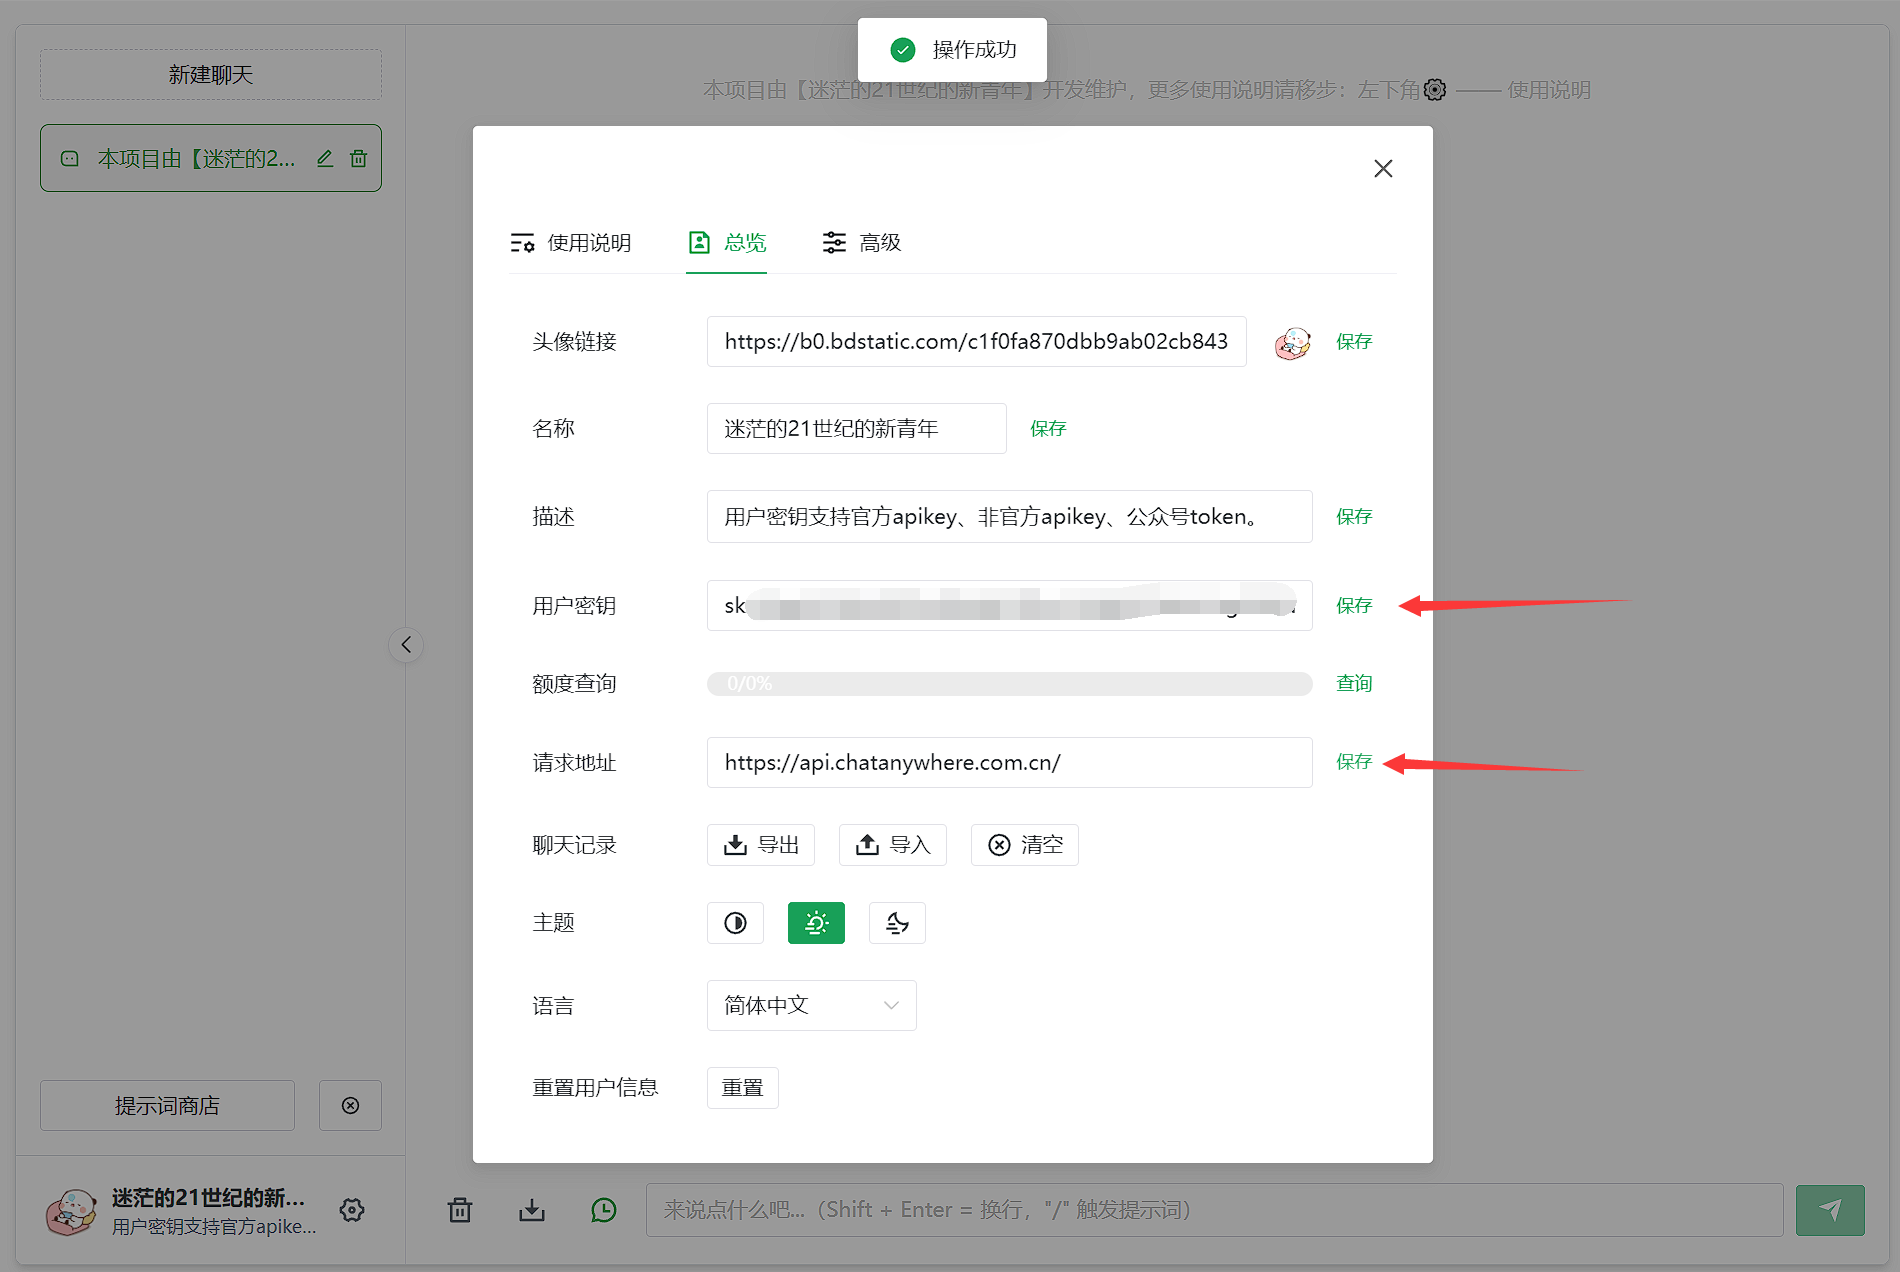 操作成功
新建聊天
本项目由【迷茫的21世纪的新青年】开发维护，更多使用说明请移步：左下角 —— 使用说明
本项目由【迷茫的2...
使用说明
总览
高级
头像链接
https://b0.bdstatic.com/c1f0fa870dbb9ab02cb843
保存
名称
迷茫的21世纪的新青年
保存
描述
用户密钥支持官方apikey、非官方apikey、公众号token。
保存
用户密钥
sk
保存
额度查询
0/0%
查询
请求地址
https://api.chatanywhere.com.cn/
保存
聊天记录
导出
导入
清空
主题
语言
简体中文
重置用户信息
重置
提示词商店
迷茫的21世纪的新...
用户密钥支持官方apike...
来说点什么吧...（Shift + Enter = 换行，"/" 触发提示词）